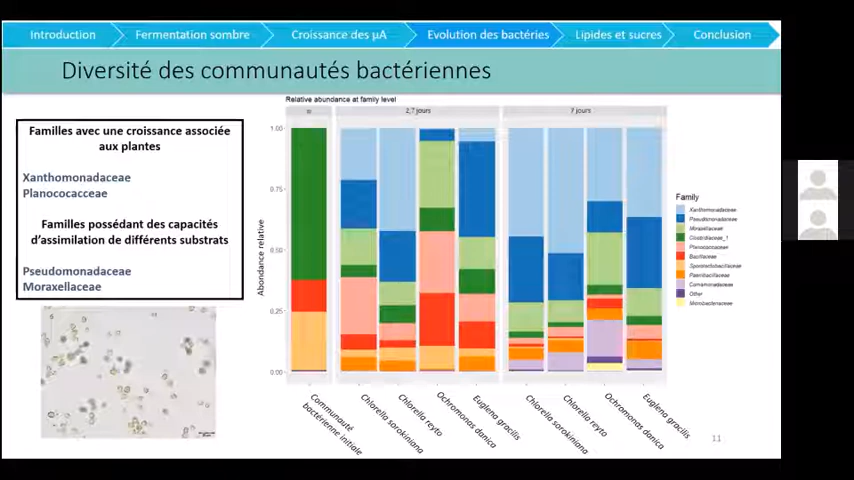 Introduction
Fermentation sombre
Croissance des µA
Evolution des bactéries
Lipides et sucres
Conclusion
Diversité des communautés bactériennes
Familles avec une croissance associée
aux plantes
Xanthomonadaceae
Planococacceae
Familles possédant des capacités
d’assimilation de différents substrats
Pseudomonadaceae
Moraxellaceae
Relative abundance at family level
2,7 jours
7 jours
Abondance relative
1.00
0.75
0.50
0.25
0.00
Communauté
bactérienne initiale
Chlorella sorokiniana
Chlorella reyto
Ochromonas danica
Euglena gracilis
Chlorella sorokiniana
Chlorella reyto
Ochromonas danica
Euglena gracilis
Family
Xanthomonadaceae
Pseudomonadaceae
Moraxellaceae
Clostridiaceae_1
Planococcaceae
Bacillaceae
Sporolactobacillaceae
Paenibacillaceae
Comamonadaceae
Other
Microbacteriaceae
11